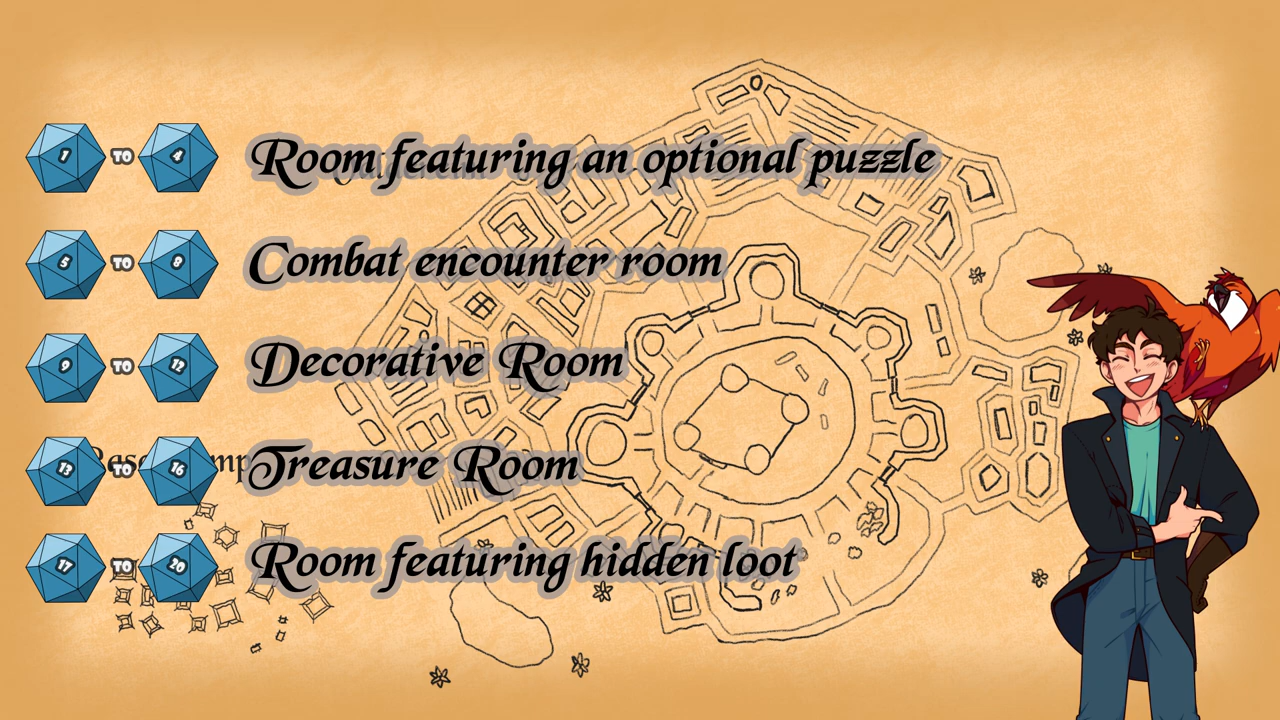 1 TO 4 Room featuring an optional puzzle
5 TO 8 Combat encounter room
9 TO 12 Decorative Room
13 TO 16 Treasure Room
17 TO 20 Room featuring hidden loot